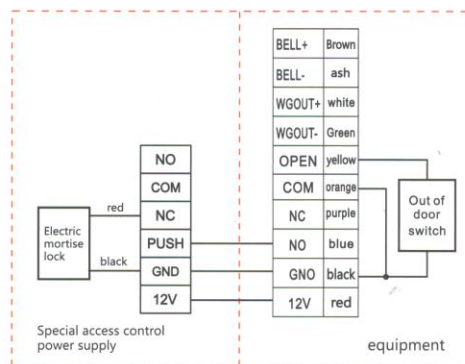 BELL+ Brown
BELL- ash
WGOUT+ white
WGOUT- Green
OPEN yellow
COM orange
NC purple
NO blue
GNO black
12V red
Out of
door
switch
equipment
NO
COM
NC
PUSH
GND
12V
red
black
Electric
mortise
lock
Special access control
power supply